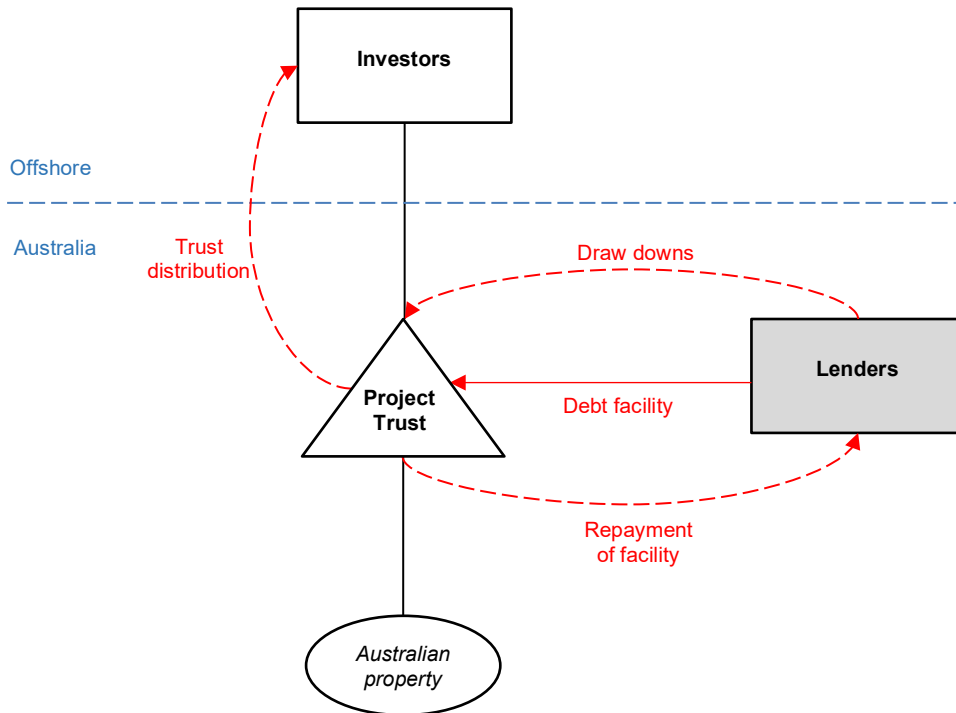 Investors
Offshore
Australia
Trust
distribution
Draw downs
Lenders
Project
Trust
Debt facility
Repayment
of facility
Australian
property